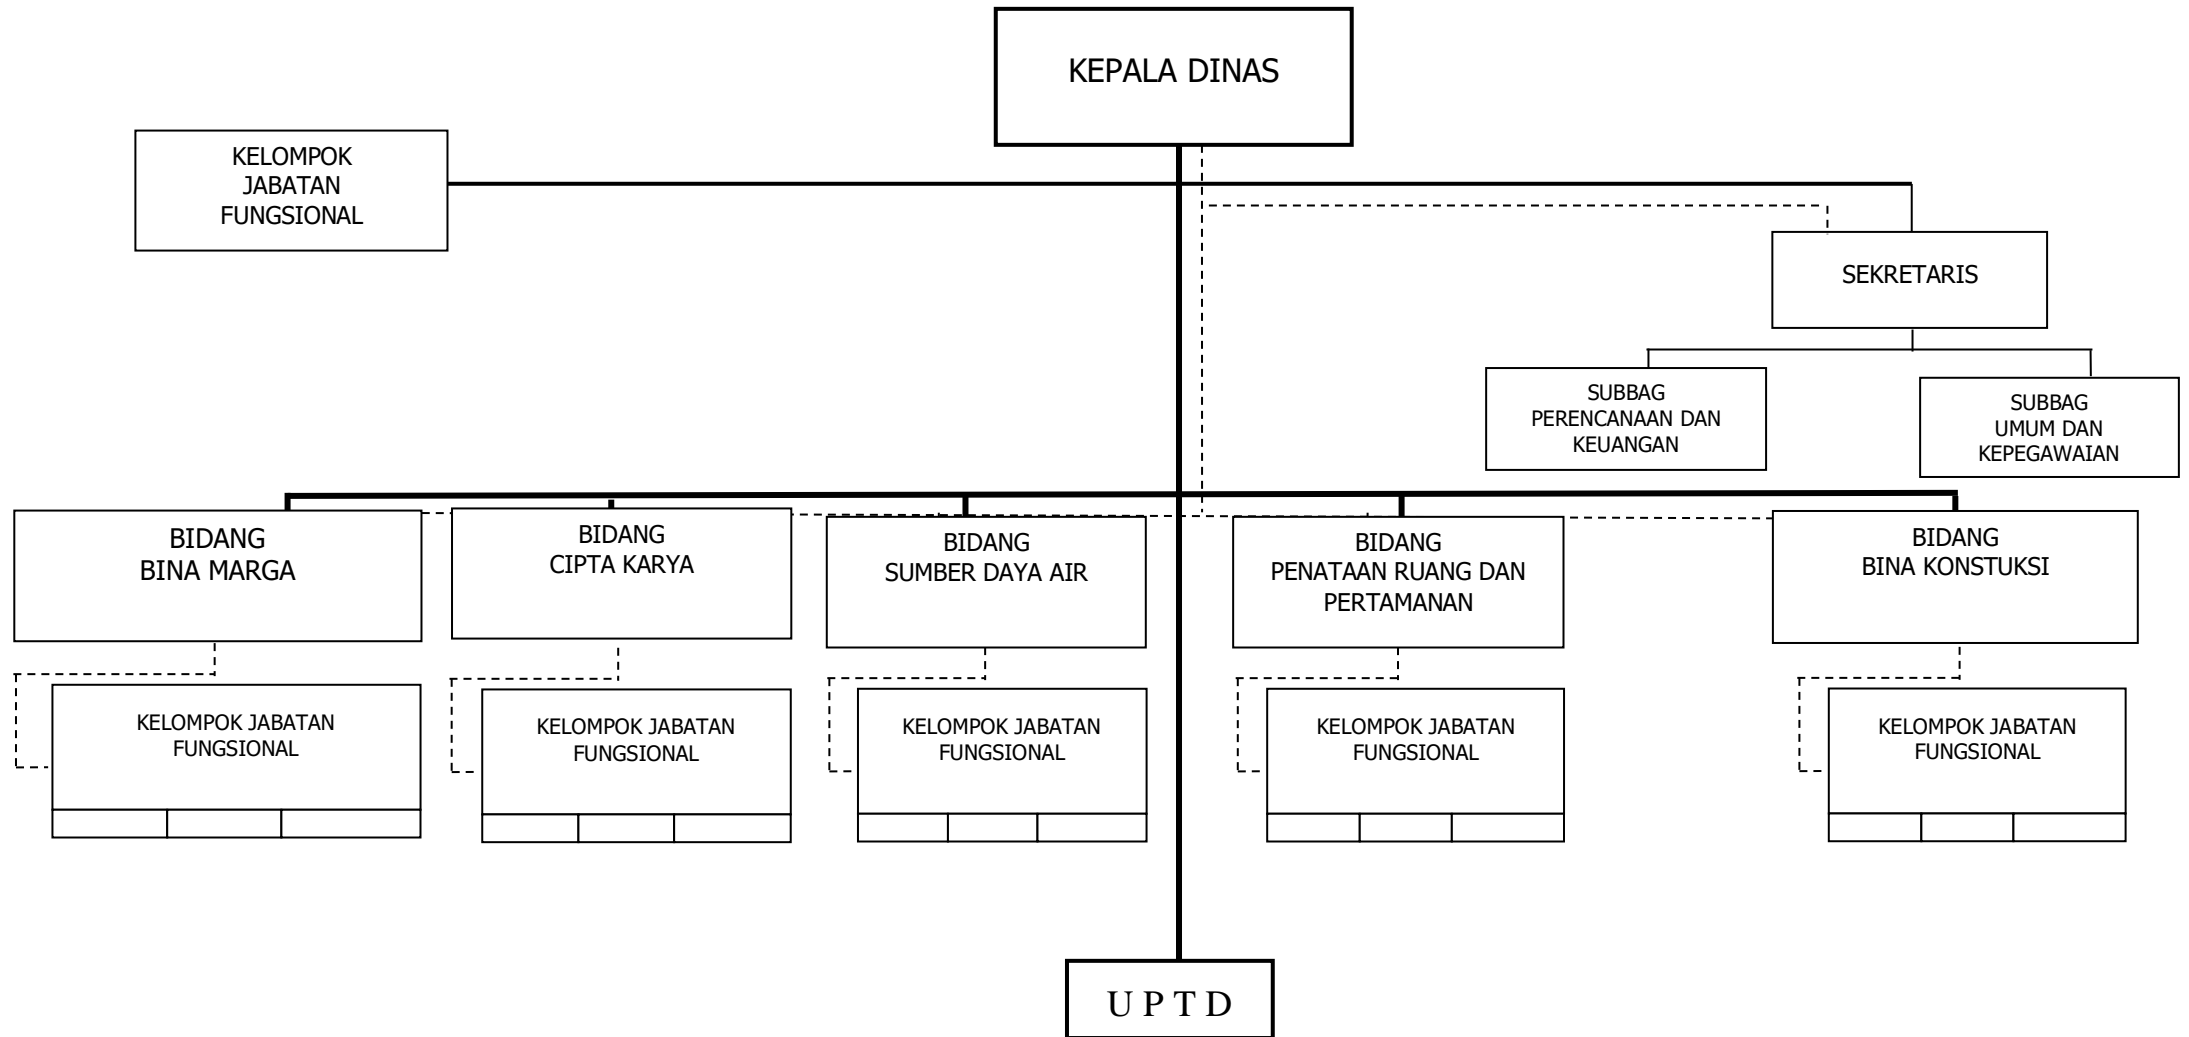 KEPALA DINAS
KELOMPOK
JABATAN
FUNGSIONAL
SEKRETARIS
SUBBAG
PERENCANAAN DAN
KEUANGAN
SUBBAG
UMUM DAN
KEPEGAWAIAN
BIDANG
BINA MARGA
BIDANG
CIPTA KARYA
BIDANG
SUMBER DAYA AIR
BIDANG
PENATAAN RUANG DAN
PERTAMANAN
BIDANG
BINA KONSTUKSI
KELOMPOK JABATAN
FUNGSIONAL
KELOMPOK JABATAN
FUNGSIONAL
KELOMPOK JABATAN
FUNGSIONAL
KELOMPOK JABATAN
FUNGSIONAL
KELOMPOK JABATAN
FUNGSIONAL
U P T D